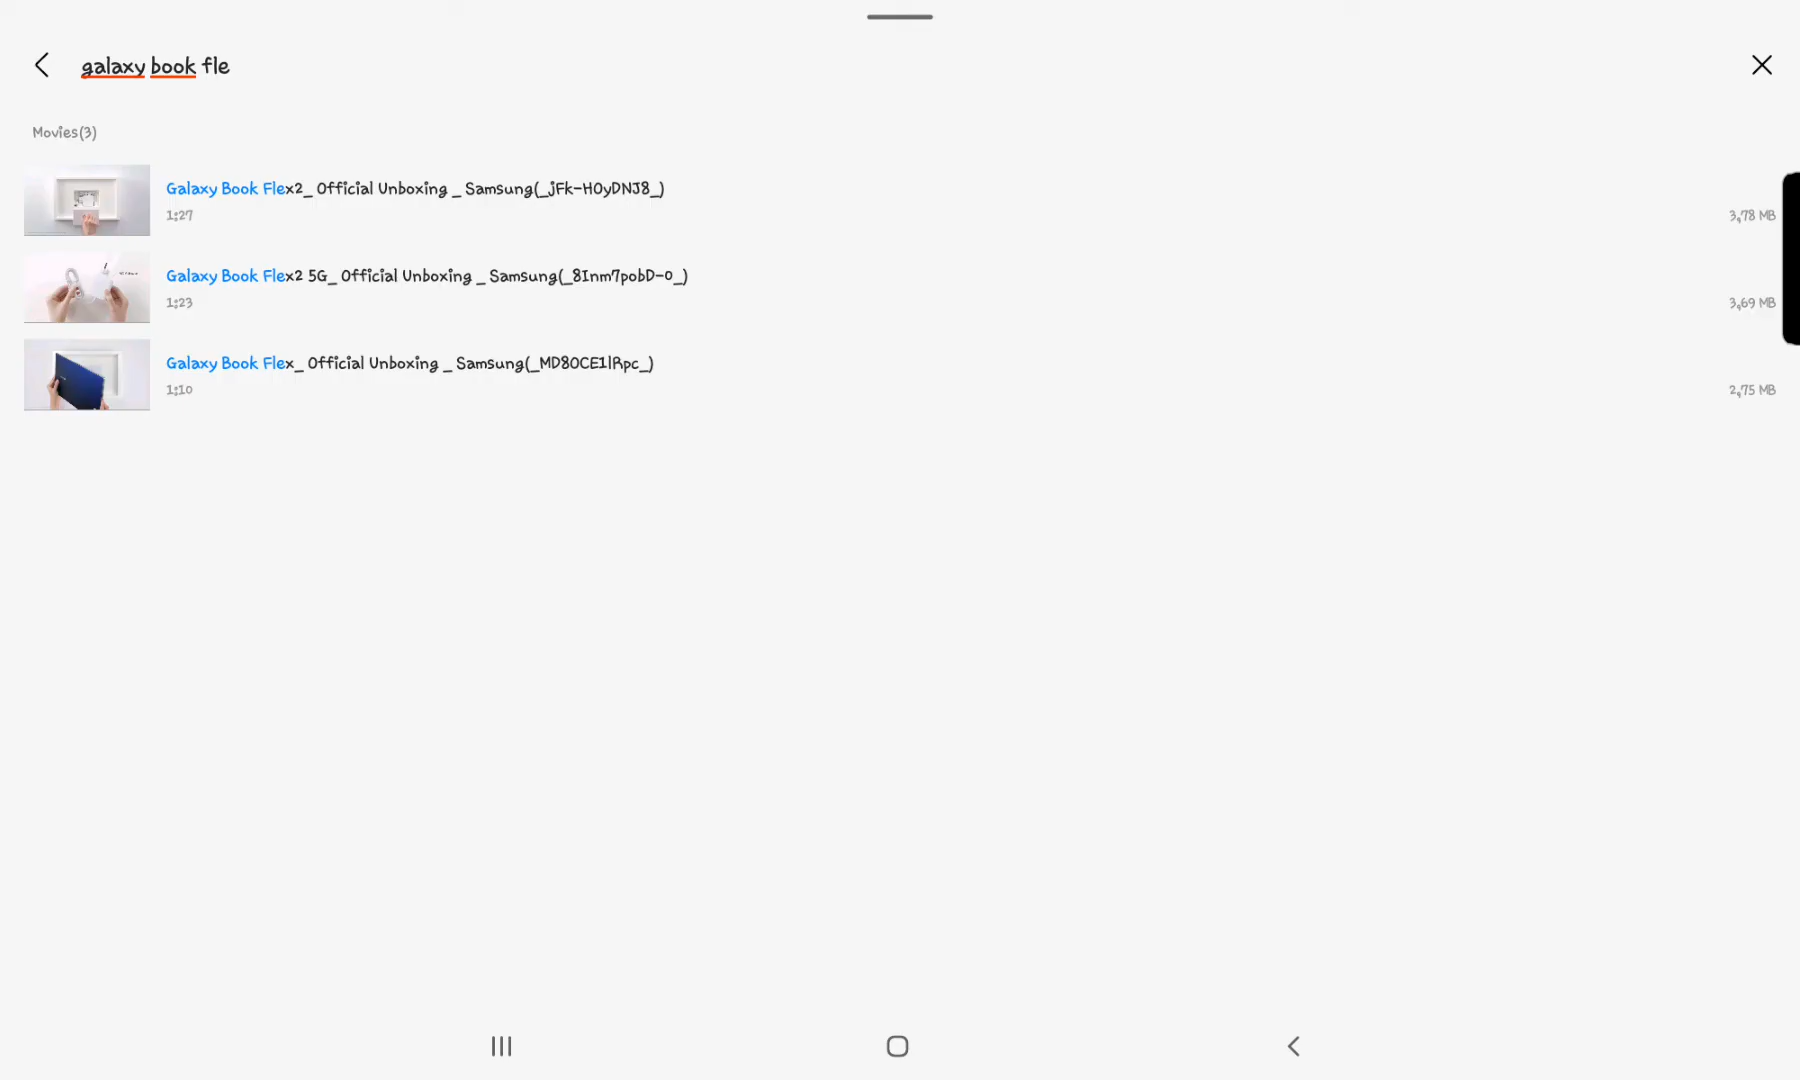 galaxy book fle
Movies(3)
Galaxy Book Flex2_ Official Unboxing _ Samsung(_jFk-HOyDNJ8_)
1:27
3,78 MB
Galaxy Book Flex2 5G_ Official Unboxing _ Samsung(_8Inm7pobD-o_)
1:23
3,69 MB
Galaxy Book Flex_ Official Unboxing _ Samsung(_MD80CE1lRpc_)
1:10
2,75 MB